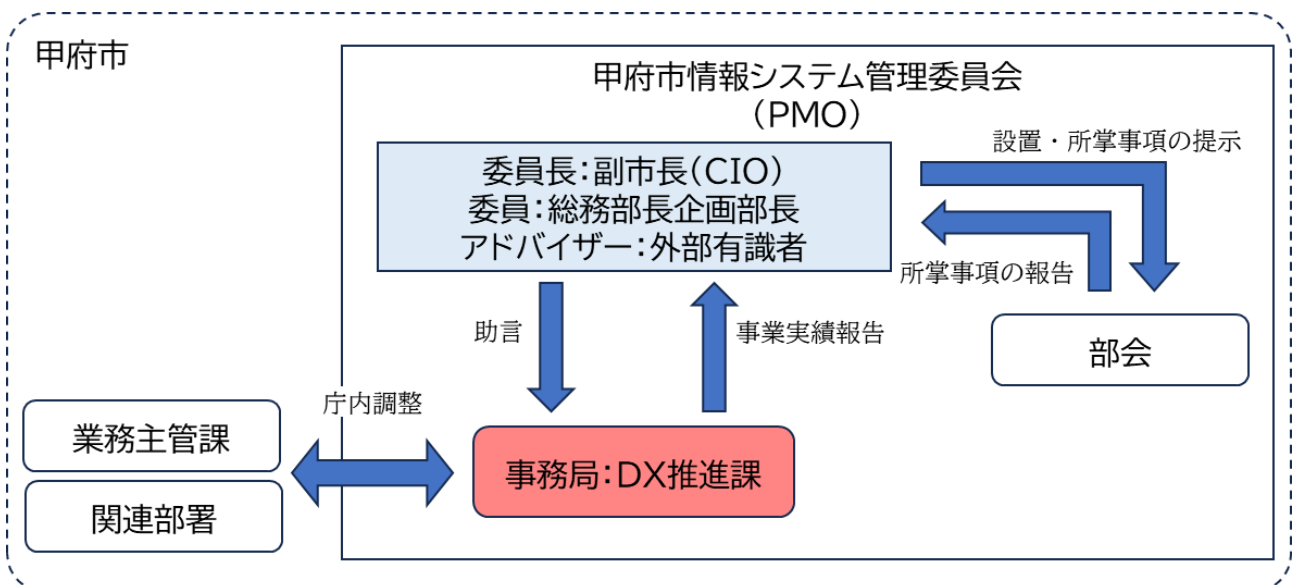 甲府市
甲府市情報システム管理委員会
（PMO）
委員長：副市長（CIO）
委員：総務部長企画部長
アドバイザー：外部有識者
設置・所掌事項の提示
所掌事項の報告
部会
助言
事業実績報告
庁内調整
業務主管課
関連部署
事務局：DX推進課